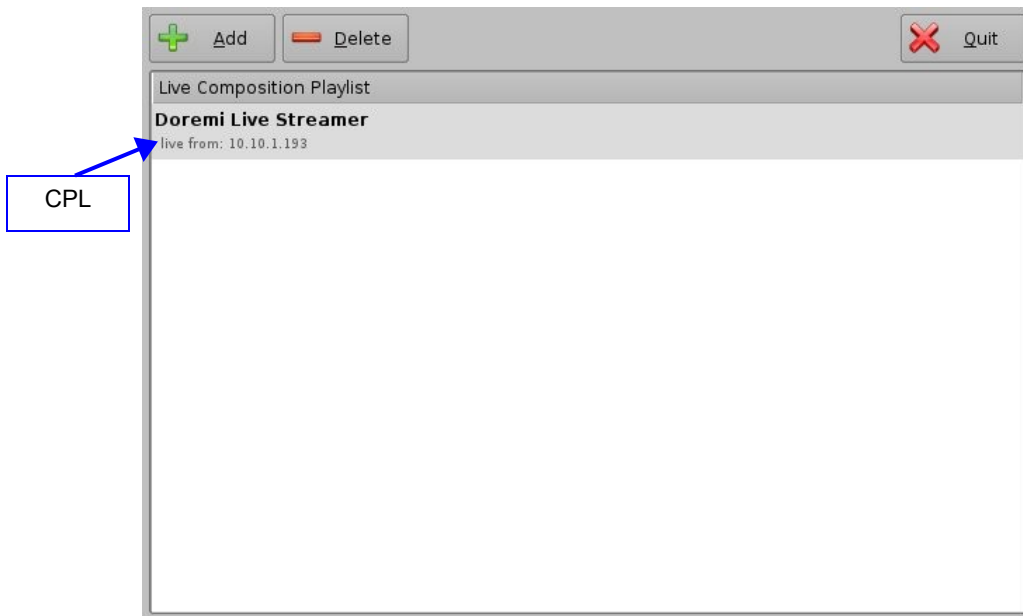 Add Delete Quit
Live Composition Playlist
Doremi Live Streamer
live from: 10.10.1.193
CPL